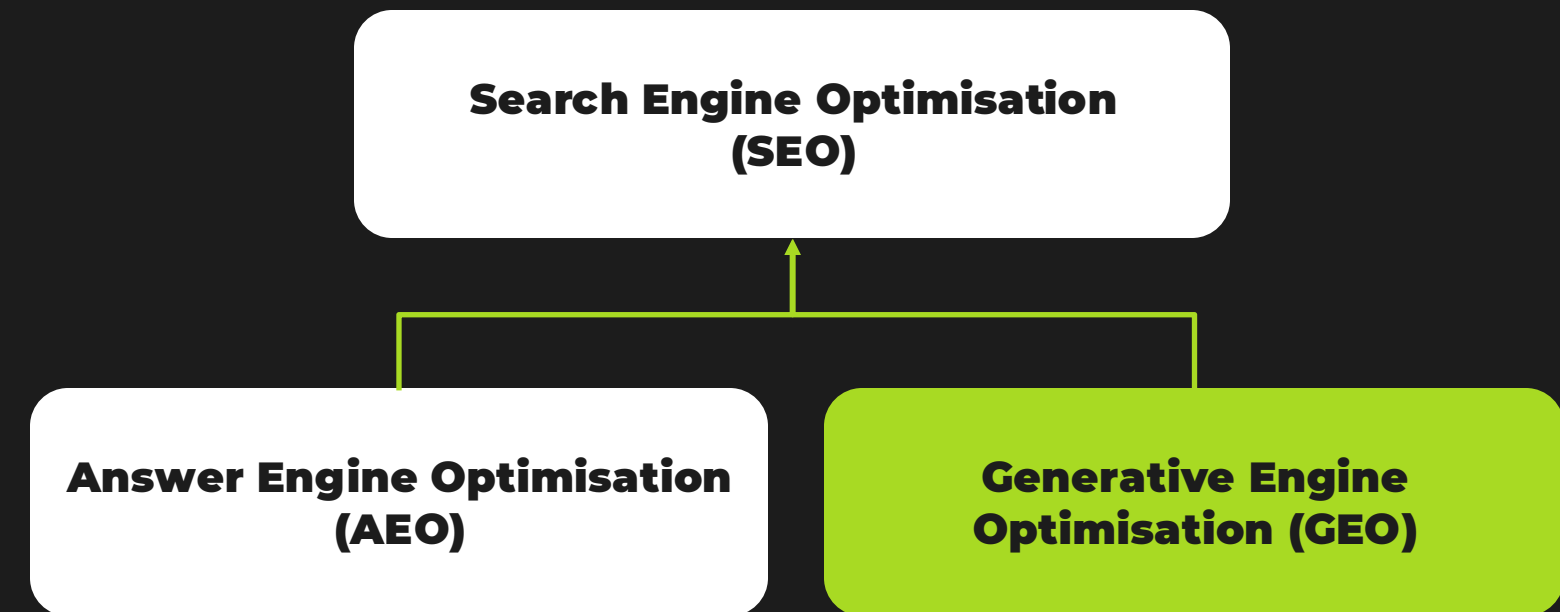 Search Engine Optimisation
(SEO)
Answer Engine Optimisation
(AEO)
Generative Engine
Optimisation (GEO)